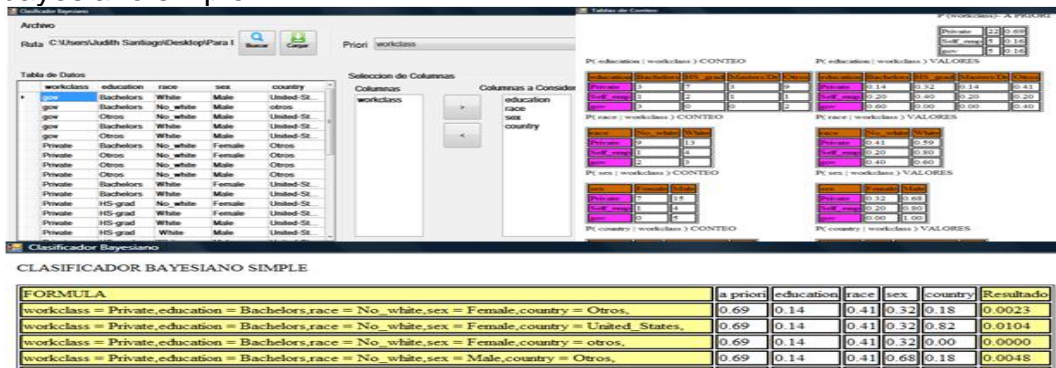 Clasificador Bayesiano
Archivo
Ruta C:\Users\Judith Santiago\Desktop\Para I
Buscar
Cargar
Priori workclass
Tabla de Datos
workclass education race sex country
gov Bachelors White Male United-St...
gov Bachelors No_white Male otros
gov Otros No_white Male Otros
gov Bachelors White Male United-St...
gov Otros White Male United-St...
Private Bachelors No_white Female Otros
Private Otros No_white Female Otros
Private Otros No_white Male Otros
Private Bachelors White Female United-St...
Private Bachelors White Male United-St...
Private HS-grad No_white Female United-St...
Private HS-grad White Female United-St...
Private HS-grad White Male United-St...
Private HS-grad White Male United-St...
Seleccion de Columnas
Columnas
workclass
>
<
Columnas a Consider
education
race
sex
country
Tablas de Conteo
P (workclass)- A PRIORI
Private 22 0.69
Self_emp 5 0.16
gov 5 0.16
P( education | workclass ) CONTEO
education Bachelors HS_grad Masters/Dr Otros
Private 3 7 3 9
Self_emp 1 2 1 1
gov 3 0 0 2
P( education | workclass ) VALORES
education Bachelors HS_grad Masters/Dr Otros
Private 0.14 0.32 0.14 0.41
Self_emp 0.20 0.40 0.20 0.20
gov 0.60 0.00 0.00 0.40
P( race | workclass ) CONTEO
race No_white White
Private 9 13
Self_emp 1 4
gov 2 3
P( race | workclass ) VALORES
race No_white White
Private 0.41 0.59
Self_emp 0.20 0.80
gov 0.40 0.60
P( sex | workclass ) CONTEO
sex Female Male
Private 7 15
Self_emp 1 4
gov 0 5
P( sex | workclass ) VALORES
sex Female Male
Private 0.32 0.68
Self_emp 0.20 0.80
gov 0.00 1.00
P( country | workclass ) CONTEO
P( country | workclass ) VALORES
Clasificador Bayesiano
CLASIFICADOR BAYESIANO SIMPLE
FORMULA a priori education race sex country Resultado
workclass = Private,education = Bachelors,race = No_white,sex = Female,country = Otros, 0.69 0.14 0.41 0.32 0.18 0.0023
workclass = Private,education = Bachelors,race = No_white,sex = Female,country = United_States, 0.69 0.14 0.41 0.32 0.82 0.0104
workclass = Private,education = Bachelors,race = No_white,sex = Female,country = otros, 0.69 0.14 0.41 0.32 0.00 0.0000
workclass = Private,education = Bachelors,race = No_white,sex = Male,country = Otros, 0.69 0.14 0.41 0.68 0.18 0.0048